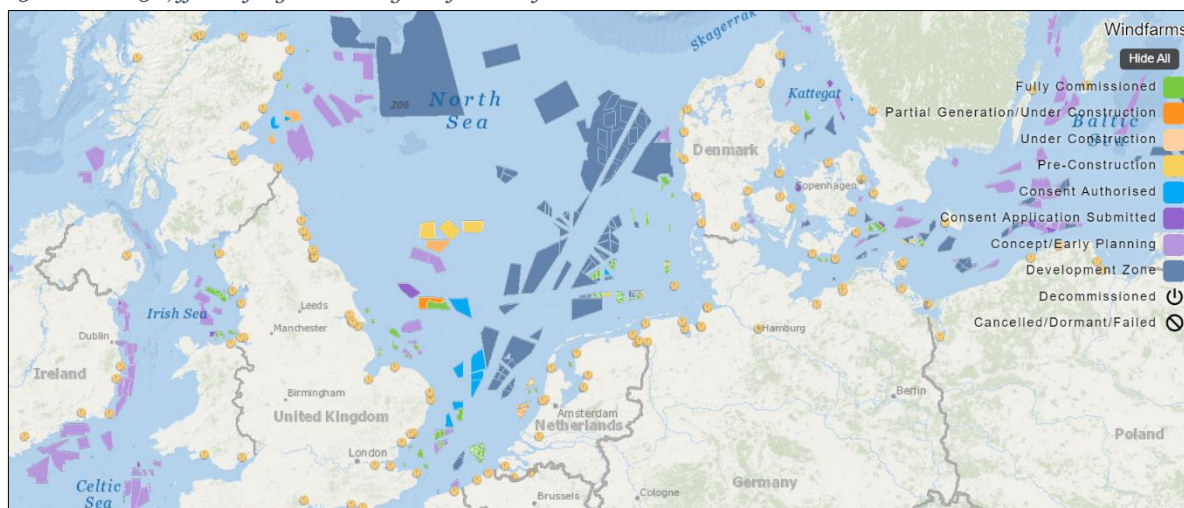 Skagerrak
Windfarms
Hide All
206
North
Sea
Kattegat
Fully Commissioned
Partial Generation/Under Construction
Baltic
Sea
Under Construction
Denmark
Pre-Construction
Copenhagen
Consent Authorised
Consent Application Submitted
Concept/Early Planning
Development Zone
Decommissioned
Cancelled/Dormant/Failed
Irish Sea
Leeds
Manchester
Dublin
Hamburg
Ireland
Birmingham
United Kingdom
Amsterdam
Netherlands
Berlin
Poland
London
Celtic
Sea
Brussels
Cologne
Germany